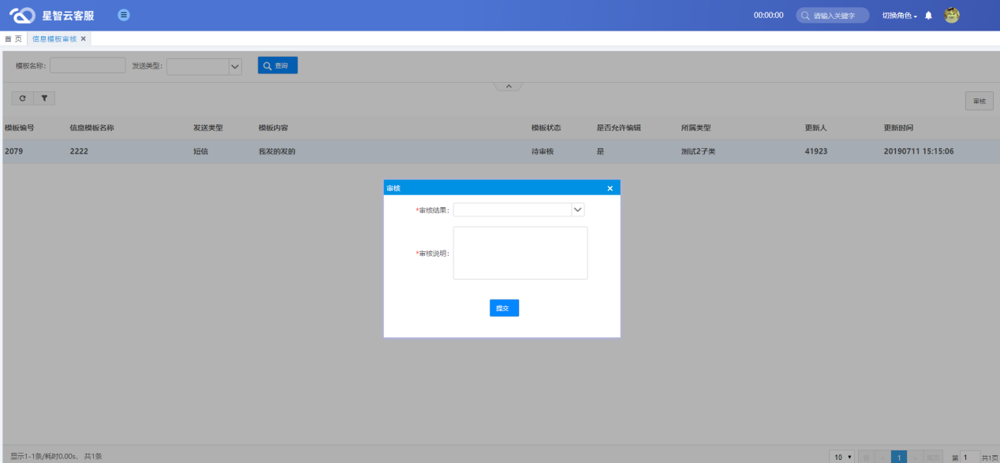 星智云客服
00:00:00 请输入关键字 切换角色
首 页 信息模板审核 ×
模板名称： 发送类型： 查询
审核
模板编号 信息模板名称 发送类型 模板内容 模板状态 是否允许编辑 所属类型 更新人 更新时间
2079 2222 短信 我发的发的 待审核 是 测试2子类 41923 20190711 15:15:06
审核 ×
*审核结果：
*审核说明：
提交
显示1-1条/耗时0.00s， 共1条 10 1 第 1 共1页